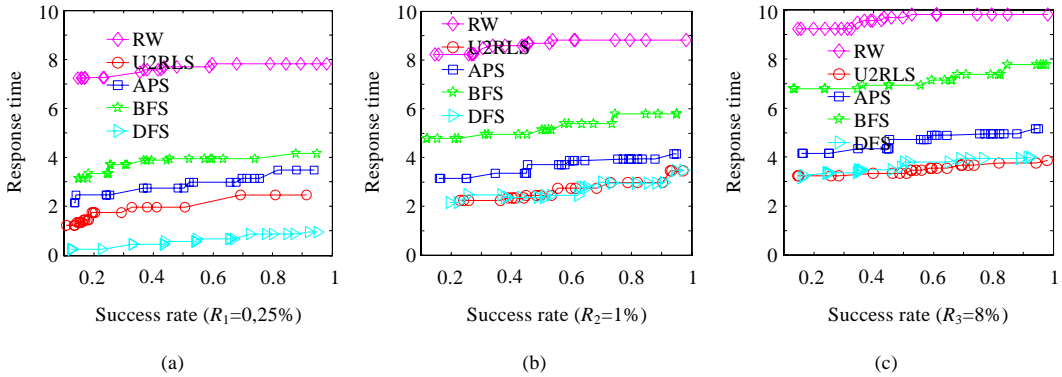 10
8
6
4
2
0
Response time
RW
U2RLS
APS
BFS
DFS
0.2 0.4 0.6 0.8 1
Success rate (R1=0,25%)
(a)
10
8
6
4
2
0
Response time
RW
U2RLS
APS
BFS
DFS
0.2 0.4 0.6 0.8 1
Success rate (R2=1%)
(b)
10
8
6
4
2
0
Response time
RW
U2RLS
APS
BFS
DFS
0.2 0.4 0.6 0.8 1
Success rate (R3=8%)
(c)